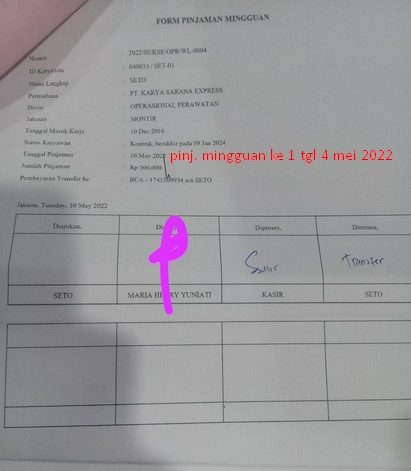 FORM PINJAMAN MINGGUAN
Nomor : 2022/05/KSE/OPR/WL-0004
ID Karyawan : 040033 / SET-01
Nama Lengkap : SETO
Perusahaan : PT. KARYA SARANA EXPRESS
Divisi : OPERASIONAL PERAWATAN
Jabatan : MONTIR
Tanggal Masuk Kerja : 10 Dec 2016
Status Karyawan : Kontrak, berakhir pada 09 Jan 2024
Tanggal Pinjaman : 10 May 2022 pinj. mingguan ke 1 tgl 4 mei 2022
Jumlah Pinjaman : Rp 300,000
Pembayaran Transfer ke : BCA - a/n SETO
Jakarta, Tuesday, 10 May 2022
Diajukan, Diproses, Diterima,
Transfer
SETO MARIA YUNIATI KASIR SETO